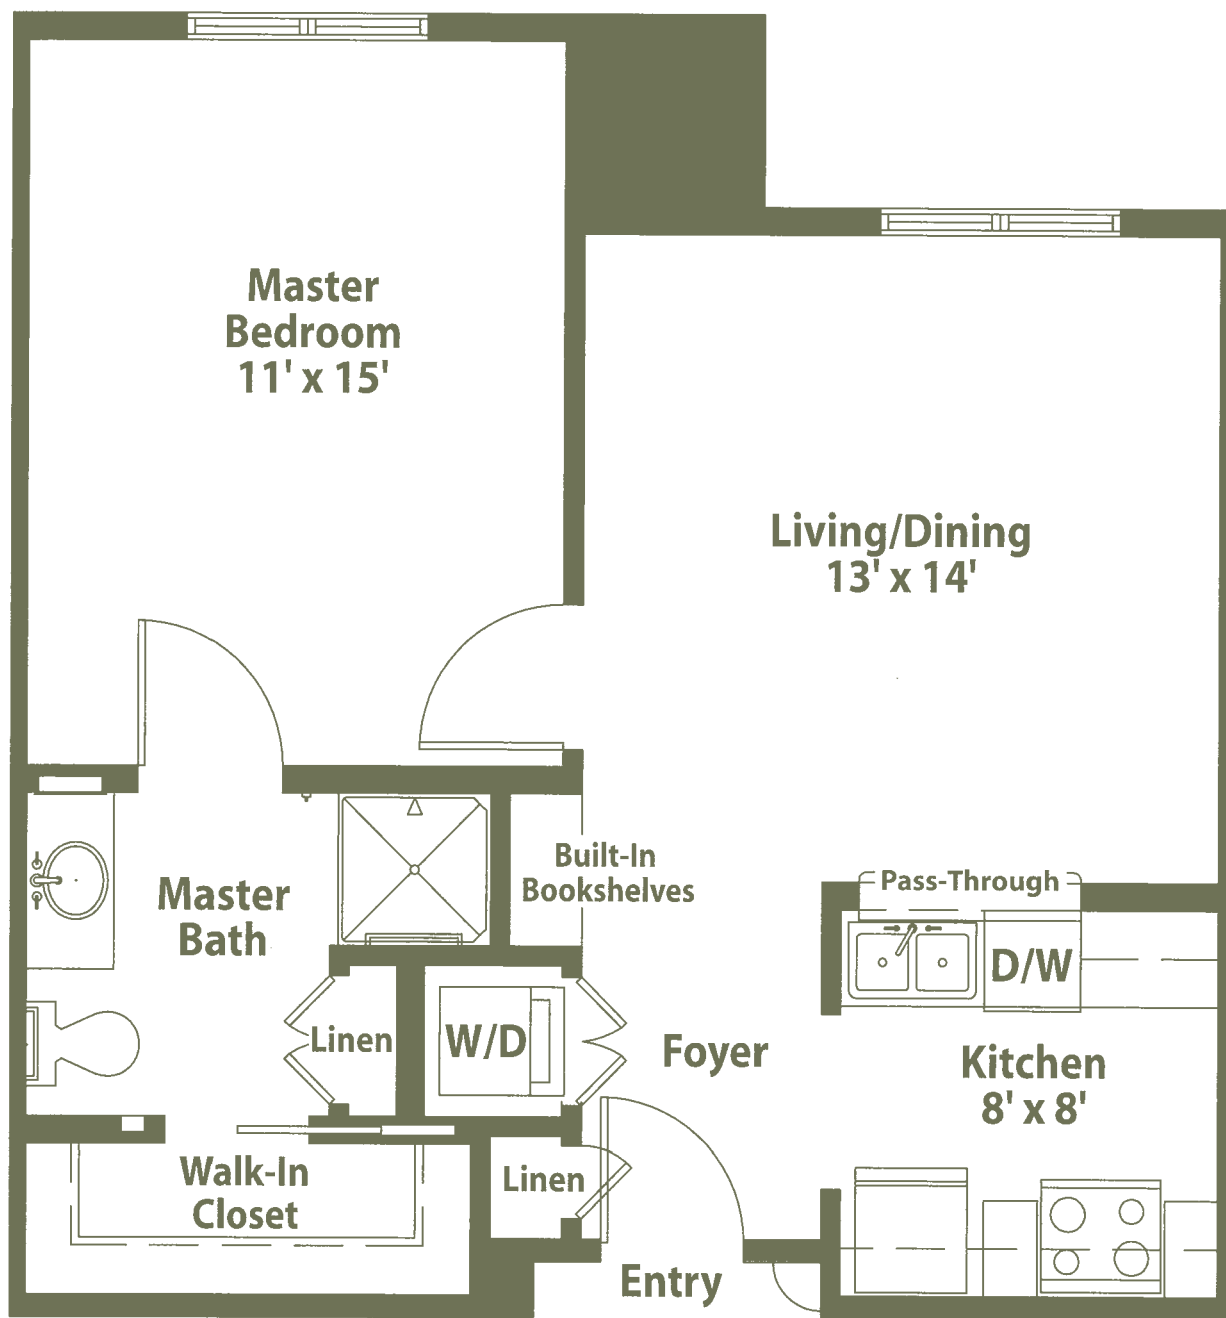 Master
Bedroom
11' x 15'
Living/Dining
13' x 14'
Built-In
Bookshelves
Pass-Through
Master
Bath
D/W
Linen
W/D
Foyer
Kitchen
8' x 8'
Walk-In
Closet
Linen
Entry